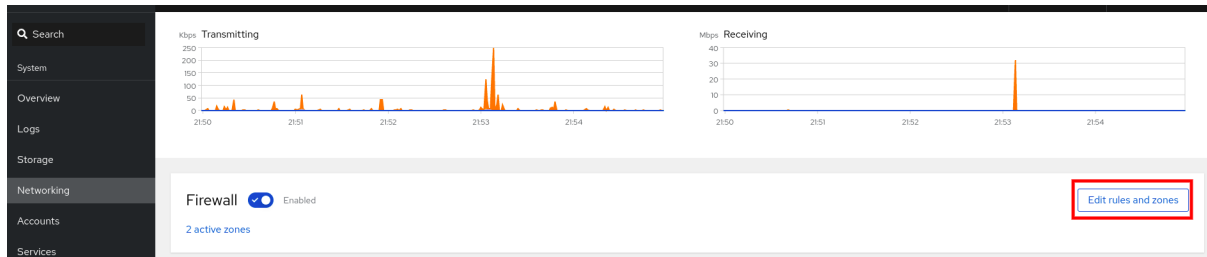 Search
System
Overview
Logs
Storage
Networking
Accounts
Services
Kbps Transmitting
250
200
150
100
50
0
21:50 21:51 21:52 21:53 21:54
Mbps Receiving
40
30
20
10
0
21:50 21:51 21:52 21:53 21:54
Firewall Enabled Edit rules and zones
2 active zones